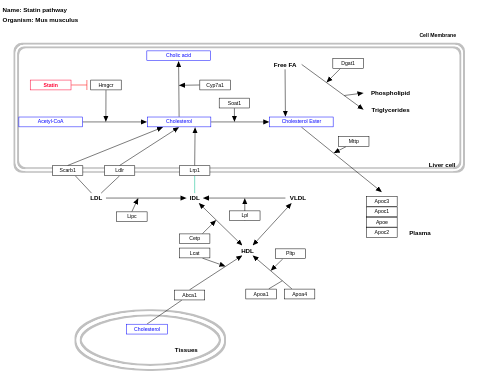 Name: Statin pathway
Organism: Mus musculus
Cell Membrane
Cholic acid
Free FA
Dgat1
Statin
Hmgcr
Cyp7a1
Phospholipid
Soat1
Triglycerides
Acetyl-CoA
Cholesterol
Cholesterol Ester
Mttp
Liver cell
Scarb1
Ldlr
Lrp1
LDL
IDL
VLDL
Apoc3
Apoc1
Apoe
Apoc2
Lipc
Lpl
Plasma
Cetp
Lcat
HDL
Pltp
Abca1
Apoa1
Apoa4
Cholesterol
Tissues